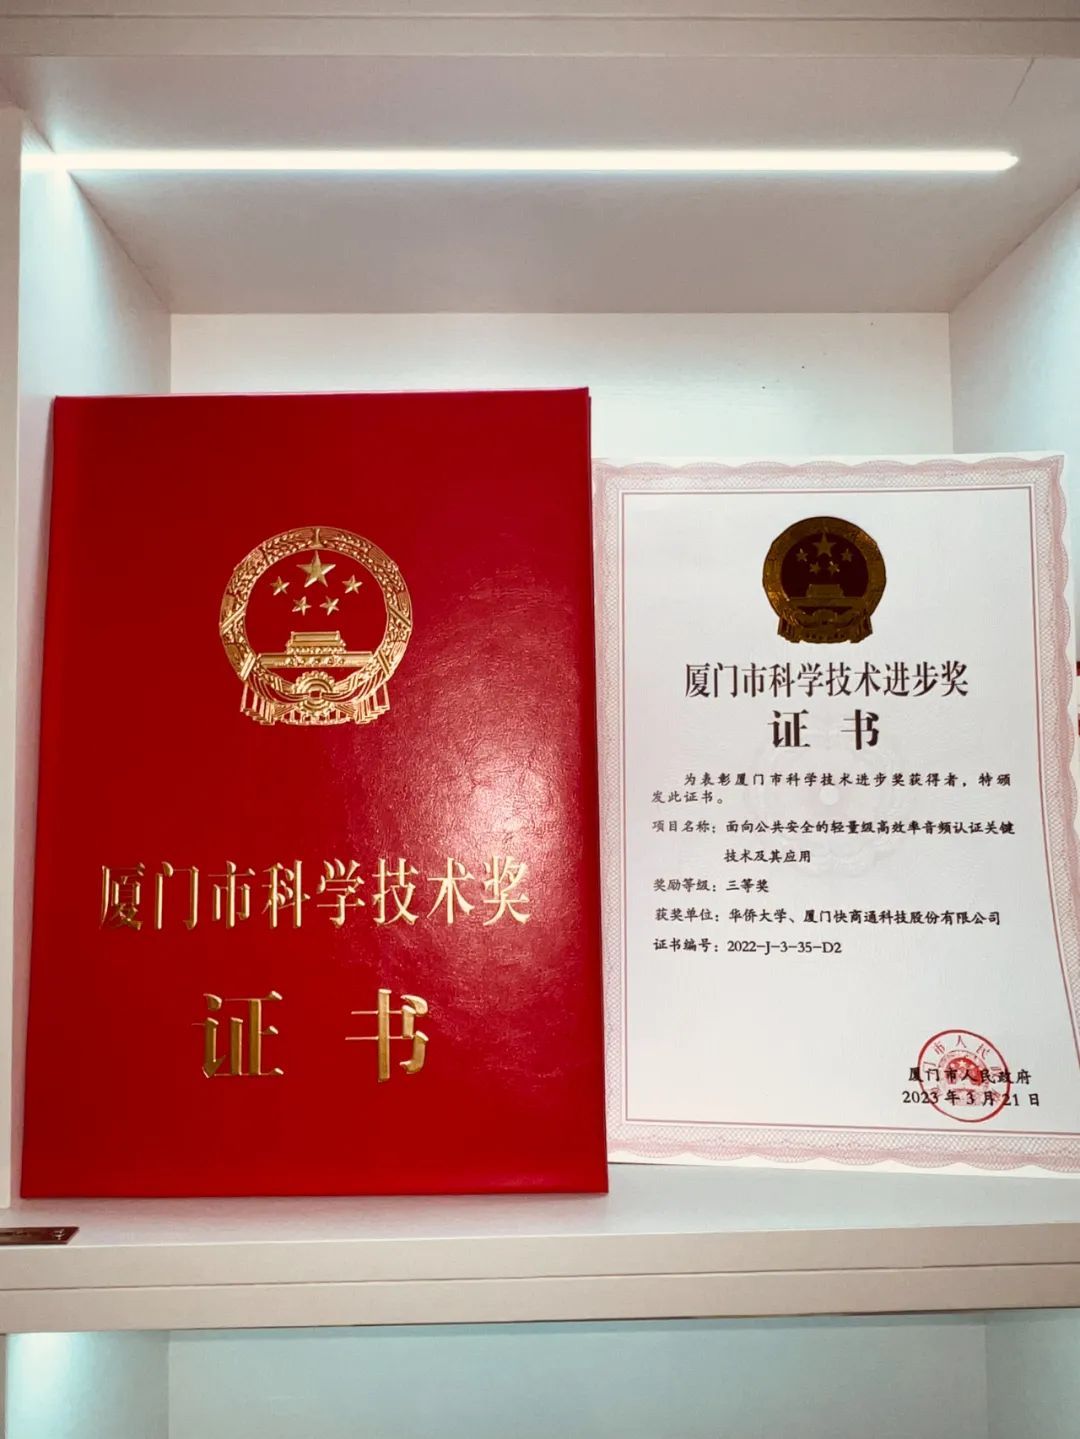 厦门市科学技术奖
证 书
厦门市科学技术进步奖
证 书
为表彰厦门市科学技术进步奖获得者，特颁
发此证书。
项目名称：面向公共安全的轻量级高效率音频认证关键
技术及其应用
奖励等级：三等奖
获奖单位：华侨大学、厦门快商通科技股份有限公司
证书编号：2022-J-3-35-D2
厦门市人民政府
2023 年 3 月 21 日